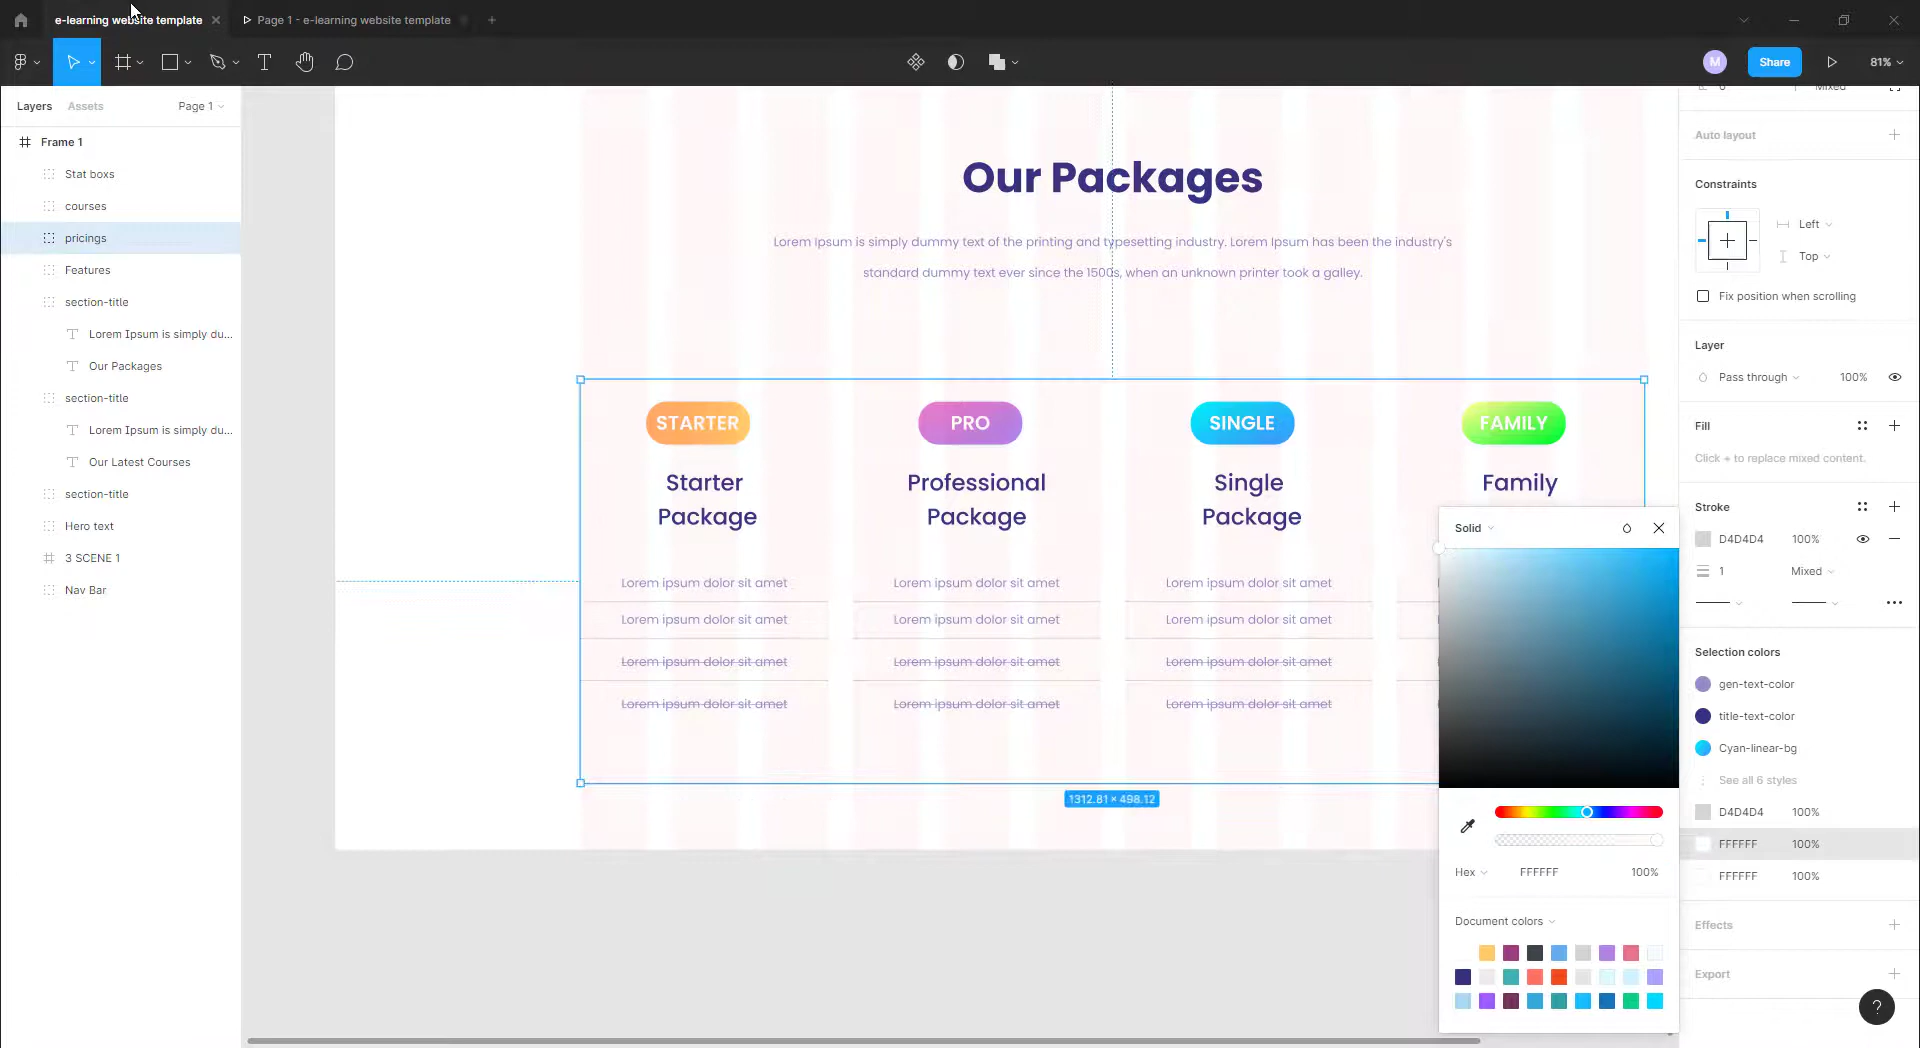 e-learning website template
Page 1 - e-learning website template
M
Share
81%
Layers
Assets
Page 1
Frame 1
Stat boxs
courses
pricings
Features
section-title
Lorem Ipsum is simply du...
Our Packages
section-title
Lorem Ipsum is simply du...
Our Latest Courses
section-title
Hero text
3 SCENE 1
Nav Bar
Our Packages
Lorem Ipsum is simply dummy text of the printing and typesetting industry. Lorem Ipsum has been the industry's
standard dummy text ever since the 1500s, when an unknown printer took a galley.
STARTER
Starter
Package
Lorem ipsum dolor sit amet
Lorem ipsum dolor sit amet
Lorem ipsum dolor sit amet
Lorem ipsum dolor sit amet
PRO
Professional
Package
Lorem ipsum dolor sit amet
Lorem ipsum dolor sit amet
Lorem ipsum dolor sit amet
Lorem ipsum dolor sit amet
SINGLE
Single
Package
Lorem ipsum dolor sit amet
Lorem ipsum dolor sit amet
Lorem ipsum dolor sit amet
Lorem ipsum dolor sit amet
FAMILY
Family
1312.81 × 498.12
Solid
Hex
FFFFFF
100%
Document colors
Mixed
Auto layout
Constraints
Left
Top
Fix position when scrolling
Layer
Pass through
100%
Fill
Click + to replace mixed content.
Stroke
D4D4D4
100%
1
Mixed
Selection colors
gen-text-color
title-text-color
Cyan-linear-bg
See all 6 styles
D4D4D4
100%
FFFFFF
100%
FFFFFF
100%
Effects
Export
?